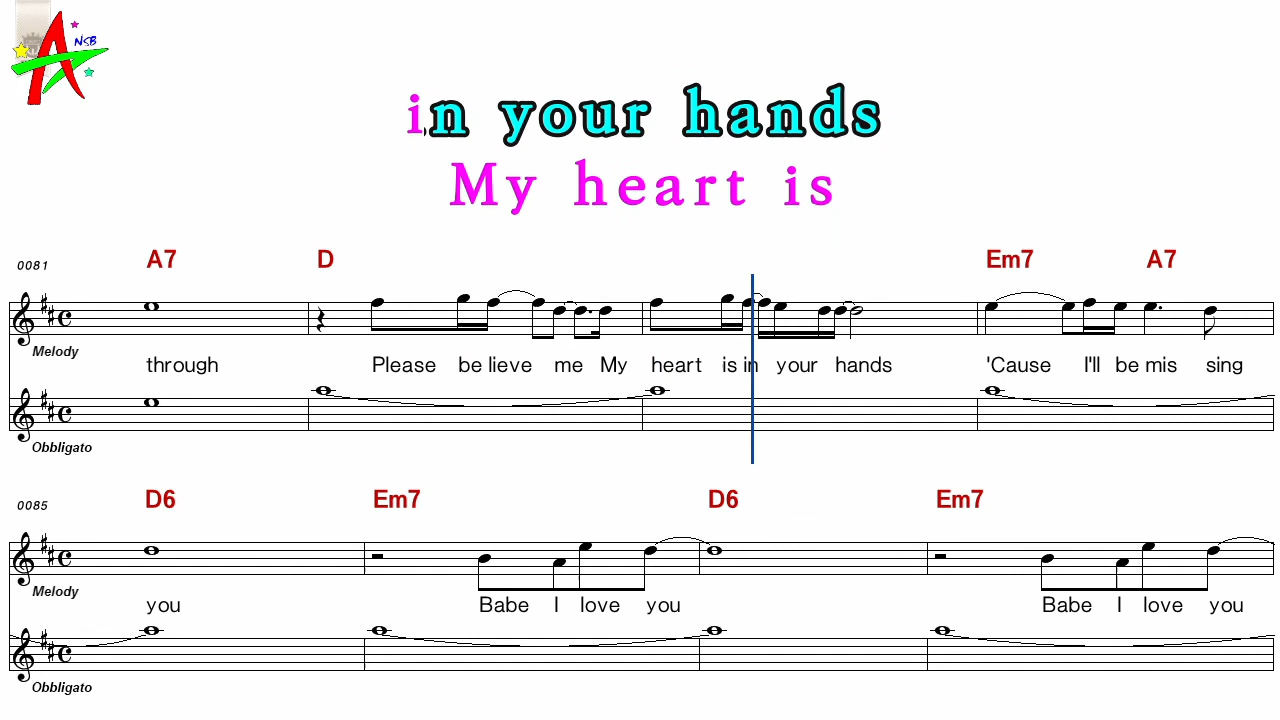 NSB
in your hands
My heart is
0081 A7 D Em7 A7
Melody
through Please be lieve me My heart is in your hands 'Cause I'll be mis sing
Obbligato
0085 D6 Em7 D6 Em7
Melody
you Babe I love you Babe I love you
Obbligato